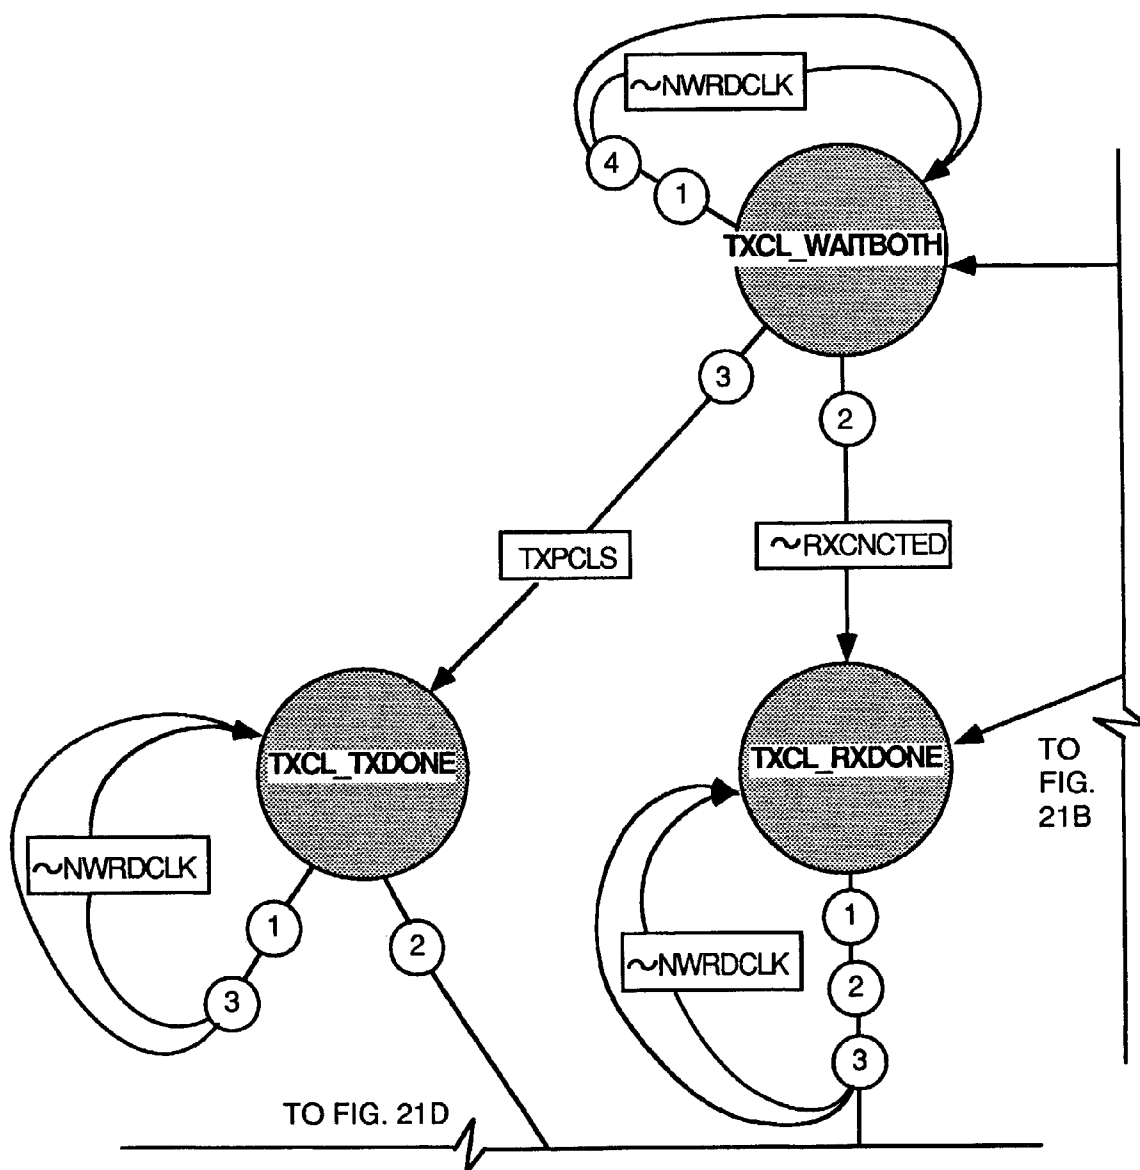 ~NWRDCLK
4
1
TXCL_WAITBOTH
3
2
TXPCLS
~RXCNCTED
TXCL_TXDONE
TXCL_RXDONE
TO
FIG.
21B
~NWRDCLK
1
2
3
1
~NWRDCLK
2
3
TO FIG. 21D